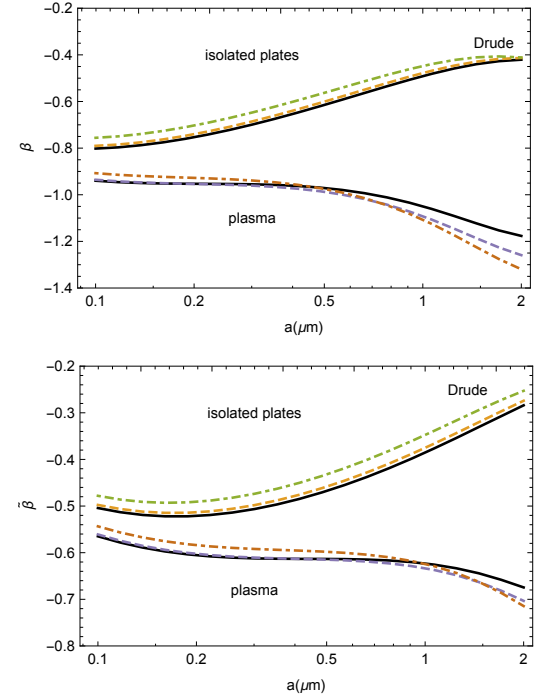 −0.2
Drude
isolated plates
−0.4
−0.6
β
−0.8
−1.0
plasma
−1.2
−1.4
0.1 0.2 0.5 1 2
a(μm)
−0.2
Drude
−0.3
isolated plates
−0.4
β̃
−0.5
−0.6
plasma
−0.7
−0.8
0.1 0.2 0.5 1 2
a(μm)